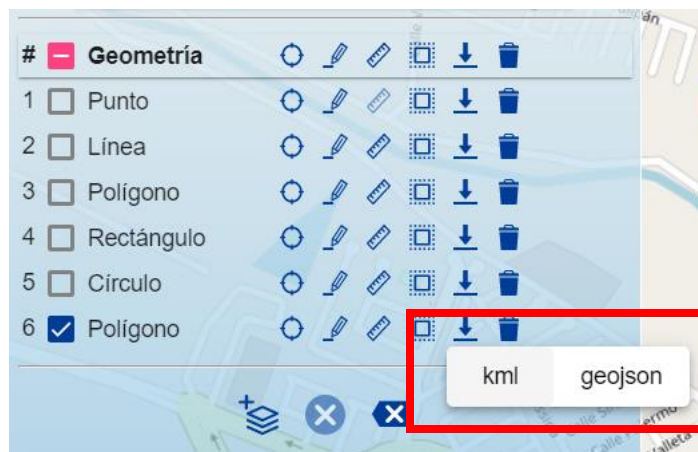 # Geometría
1 Punto
2 Línea
3 Polígono
4 Rectángulo
5 Círculo
6 Polígono
kml geojson